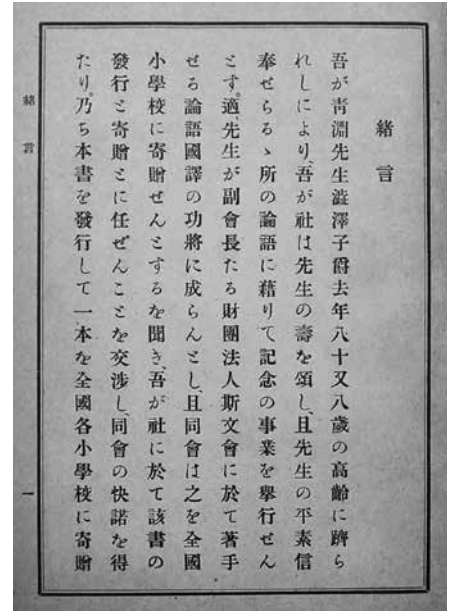 緒言
吾が靑淵先生澁澤子爵去年八十又八歲の高齡に躋ら
れしにより、吾が社は先生の壽を頌し、且先生の平素信
奉せらるゝ所の論語に藉りて記念の事業を擧行せん
とす。適、先生が副會長たる財團法人斯文會に於て著手
せる論語國譯の功將に成らんとし、且同會は之を全國
小學校に寄贈せんとするを聞き、吾が社に於て該書の
發行と寄贈とに任ぜんことを交涉し、同會の快諾を得
たり。乃ち本書を發行して一本を全國各小學校に寄贈
緒言
一